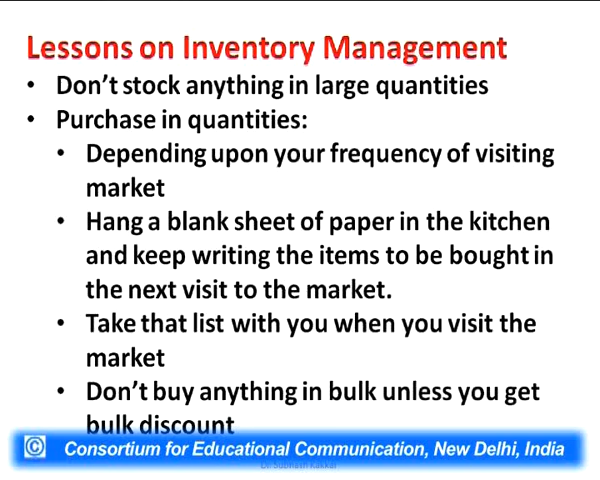 Lessons on Inventory Management
• Don't stock anything in large quantities
• Purchase in quantities:
• Depending upon your frequency of visiting
market
• Hang a blank sheet of paper in the kitchen
and keep writing the items to be bought in
the next visit to the market.
• Take that list with you when you visit the
market
• Don't buy anything in bulk unless you get
bulk discount
© Consortium for Educational Communication, New Delhi, India
Dr. Subhash Kakkar